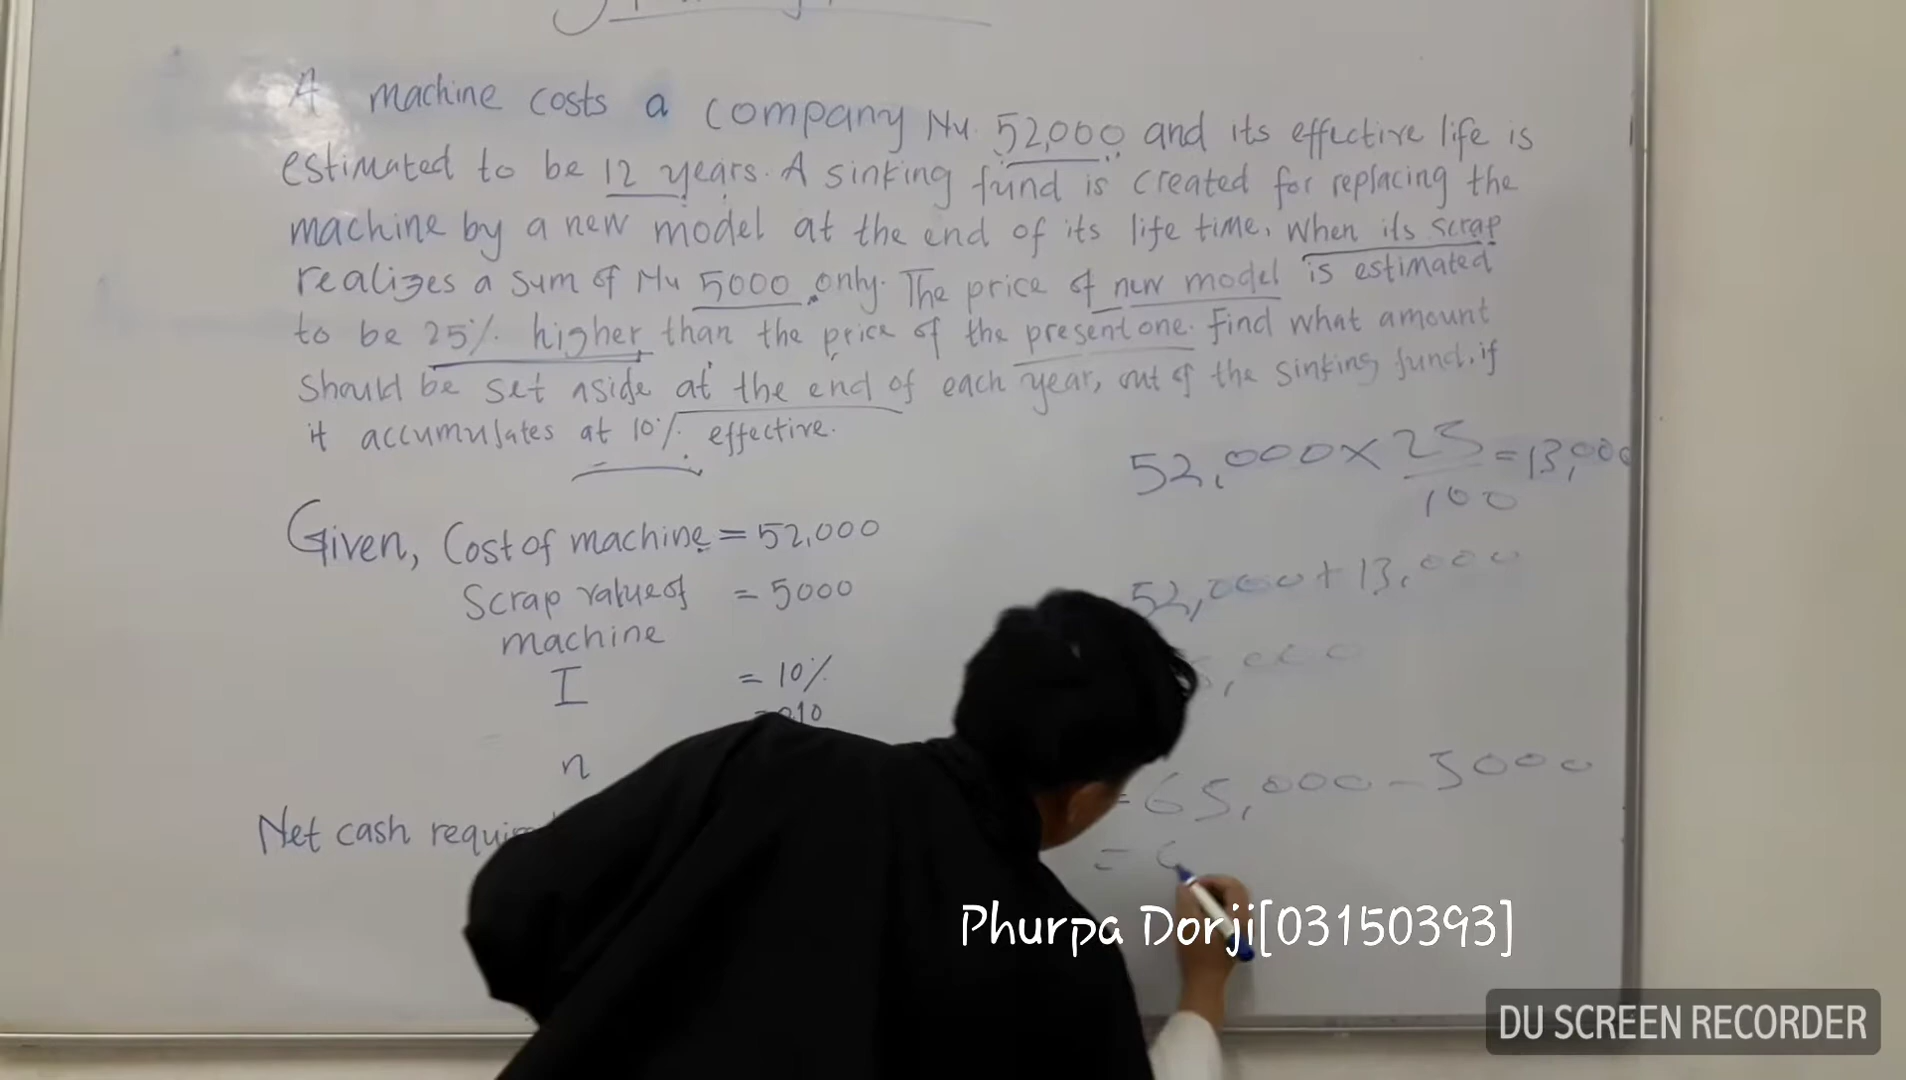 A machine costs a company Nu. 52,000 and its effective life is
estimated to be 12 years. A sinking fund is created for replacing the
machine by a new model at the end of its life time, when its scrap
realizes a sum of Nu 5000 only. The price of new model is estimated
to be 25% higher than the price of the present one. Find what amount
should be set aside at the end of each year, out of the sinking fund, if
it accumulates at 10% effective.
52,000 × 25/100 = 13,000
Given, Cost of machine = 52,000
52,000 + 13,000
Scrap value of = 5000
machine
5,000
I = 10%
n
= 65,000 - 5000
Net cash
=
Phurpa Dorji[03150393]
DU SCREEN RECORDER